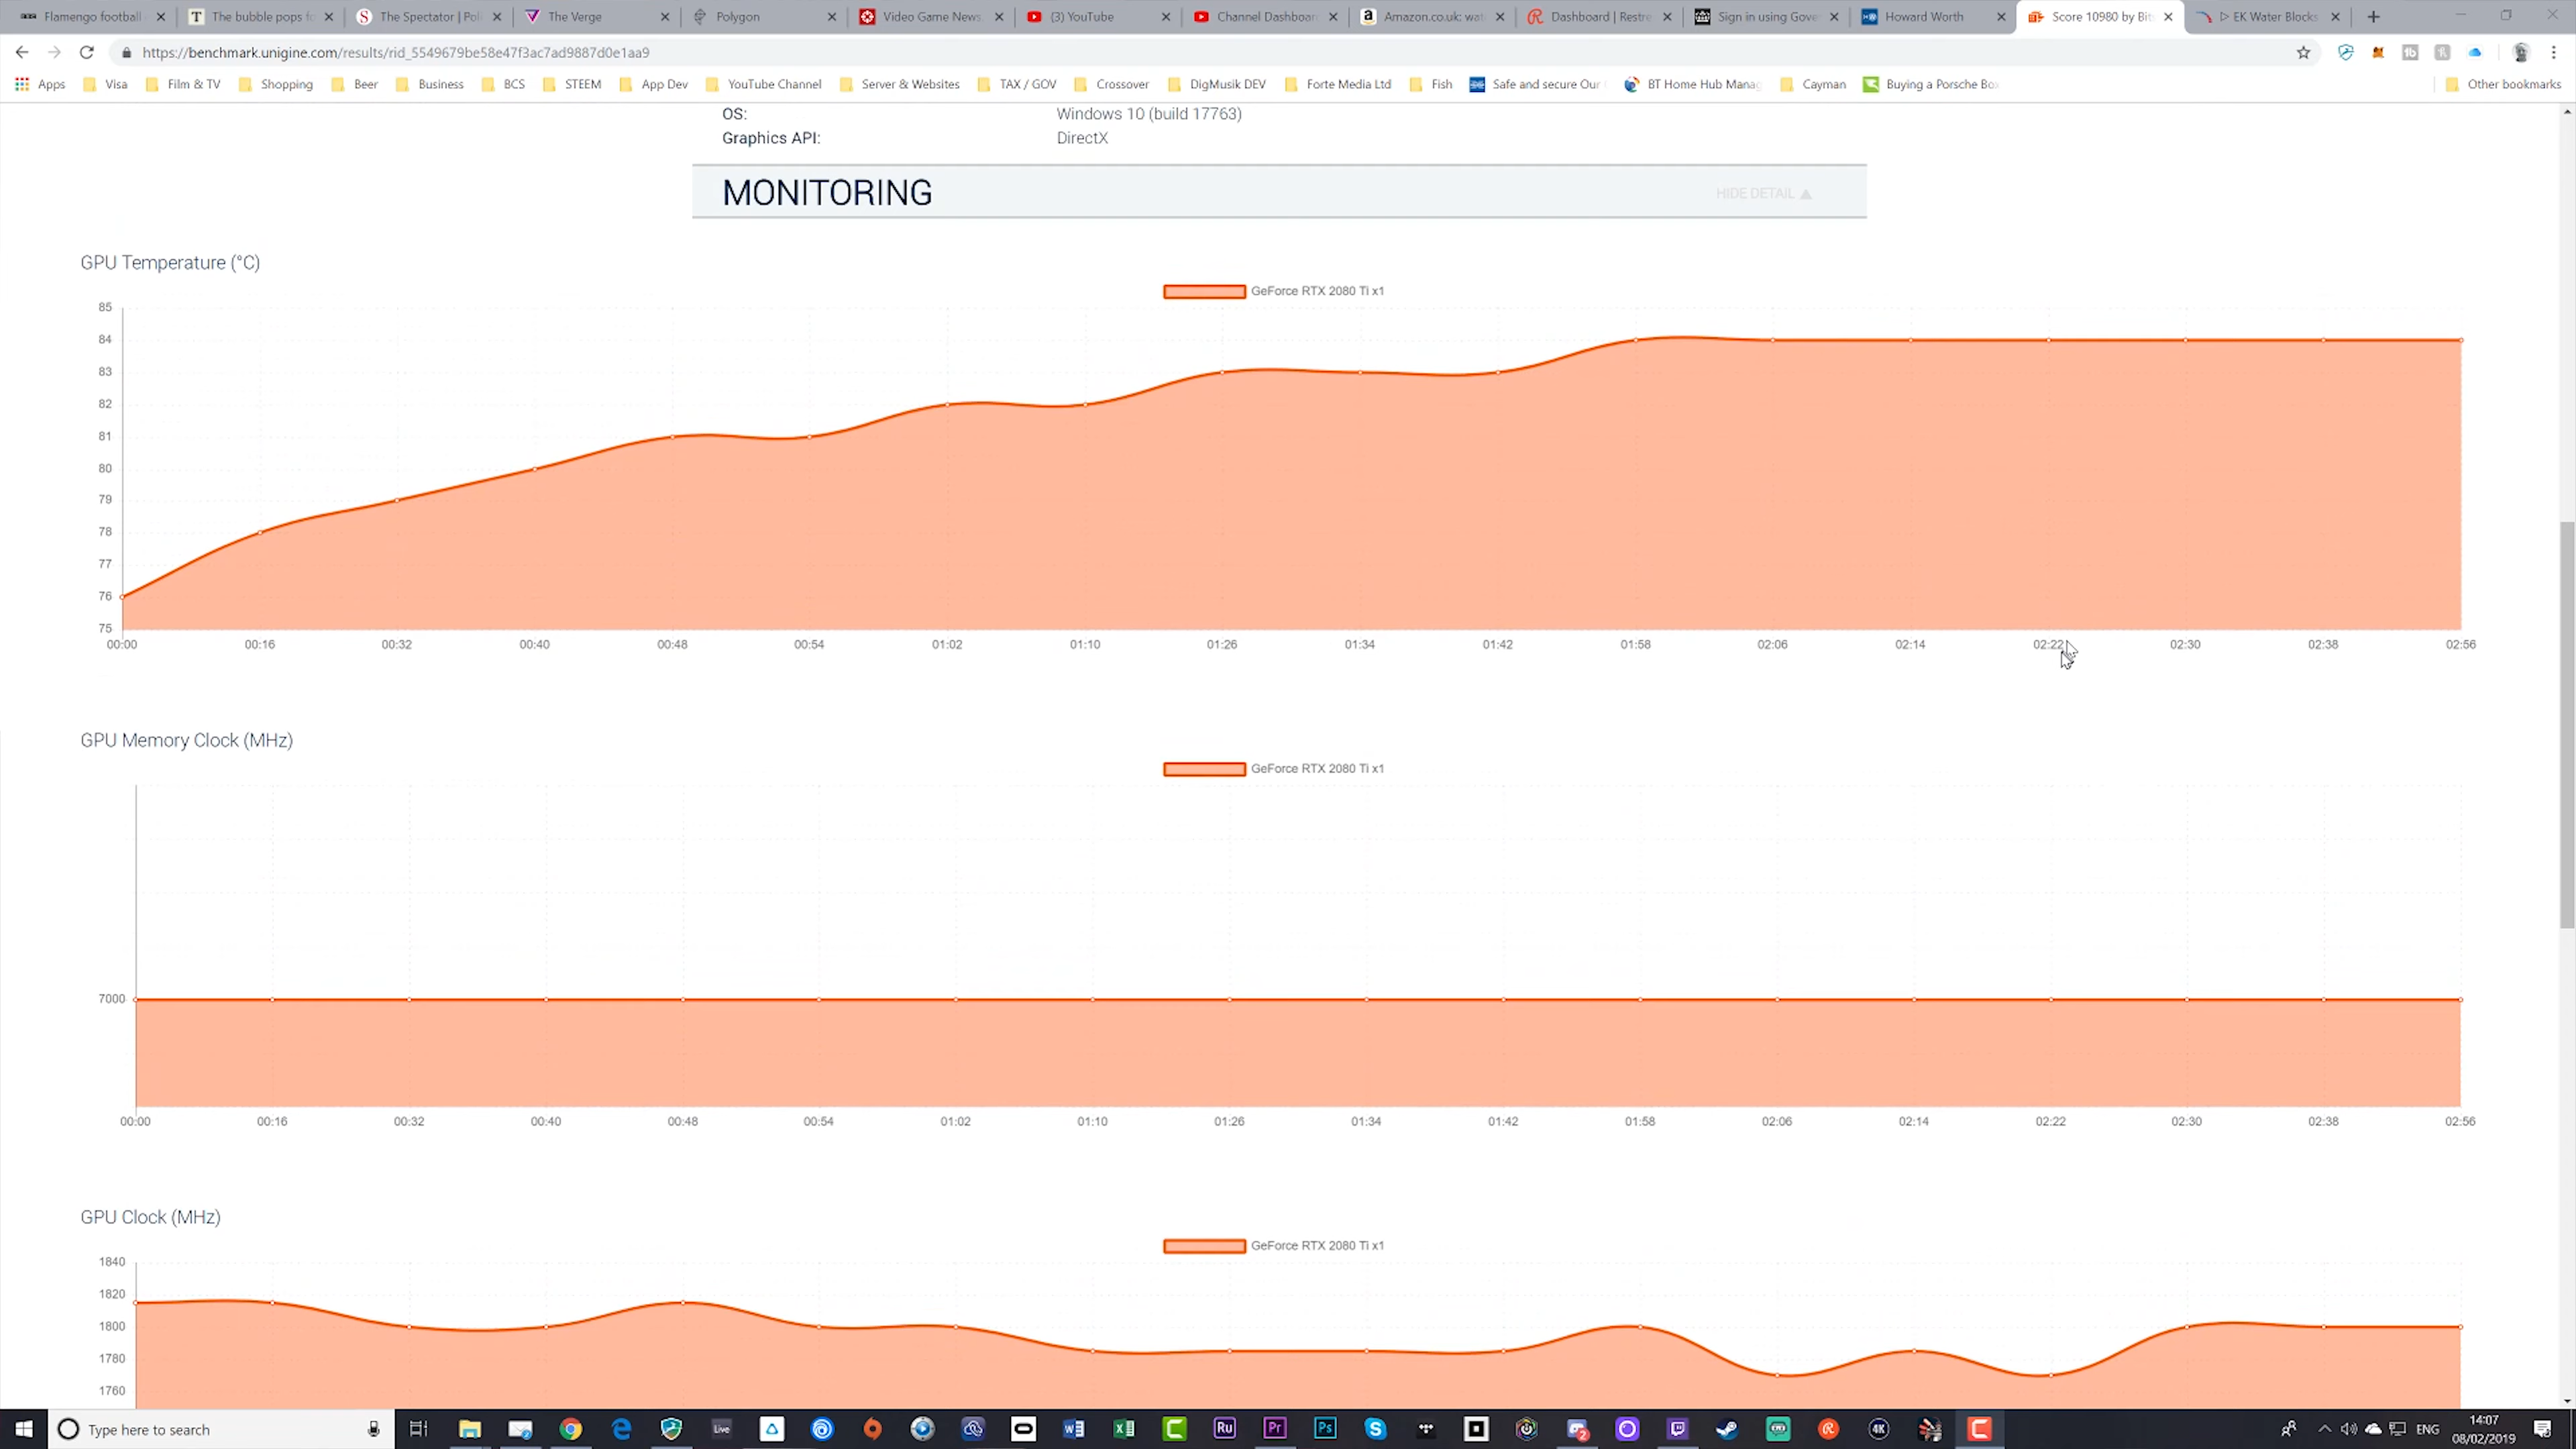 Flamengo football
The bubble pops fo
The Spectator | Pol
The Verge
Polygon
Video Game News
(3) YouTube
Channel Dashboar
Amazon.co.uk: wat
Dashboard | Restre
Sign in using Gove
Howard Worth
Score 10980 by Bit
▷ EK Water Blocks
https://benchmark.unigine.com/results/rid_5549679be58e47f3ac7ad9887d0e1aa9
Apps Visa Film & TV Shopping Beer Business BCS STEEM App Dev YouTube Channel Server & Websites TAX / GOV Crossover DigMusik DEV Forte Media Ltd Fish Safe and secure Our BT Home Hub Manag Cayman Buying a Porsche Bo Other bookmarks
OS: Windows 10 (build 17763)
Graphics API: DirectX
MONITORING HIDE DETAIL ▲
GPU Temperature (°C)
GeForce RTX 2080 Ti x1
85
84
83
82
81
80
79
78
77
76
75
00:00 00:16 00:32 00:40 00:48 00:54 01:02 01:10 01:26 01:34 01:42 01:58 02:06 02:14 02:22 02:30 02:38 02:56
GPU Memory Clock (MHz)
GeForce RTX 2080 Ti x1
7000
00:00 00:16 00:32 00:40 00:48 00:54 01:02 01:10 01:26 01:34 01:42 01:58 02:06 02:14 02:22 02:30 02:38 02:56
GPU Clock (MHz)
GeForce RTX 2080 Ti x1
1840
1820
1800
1780
1760
Type here to search
Live
Ru
Pr
Ps
2
4K
ENG
14:07
08/02/2019